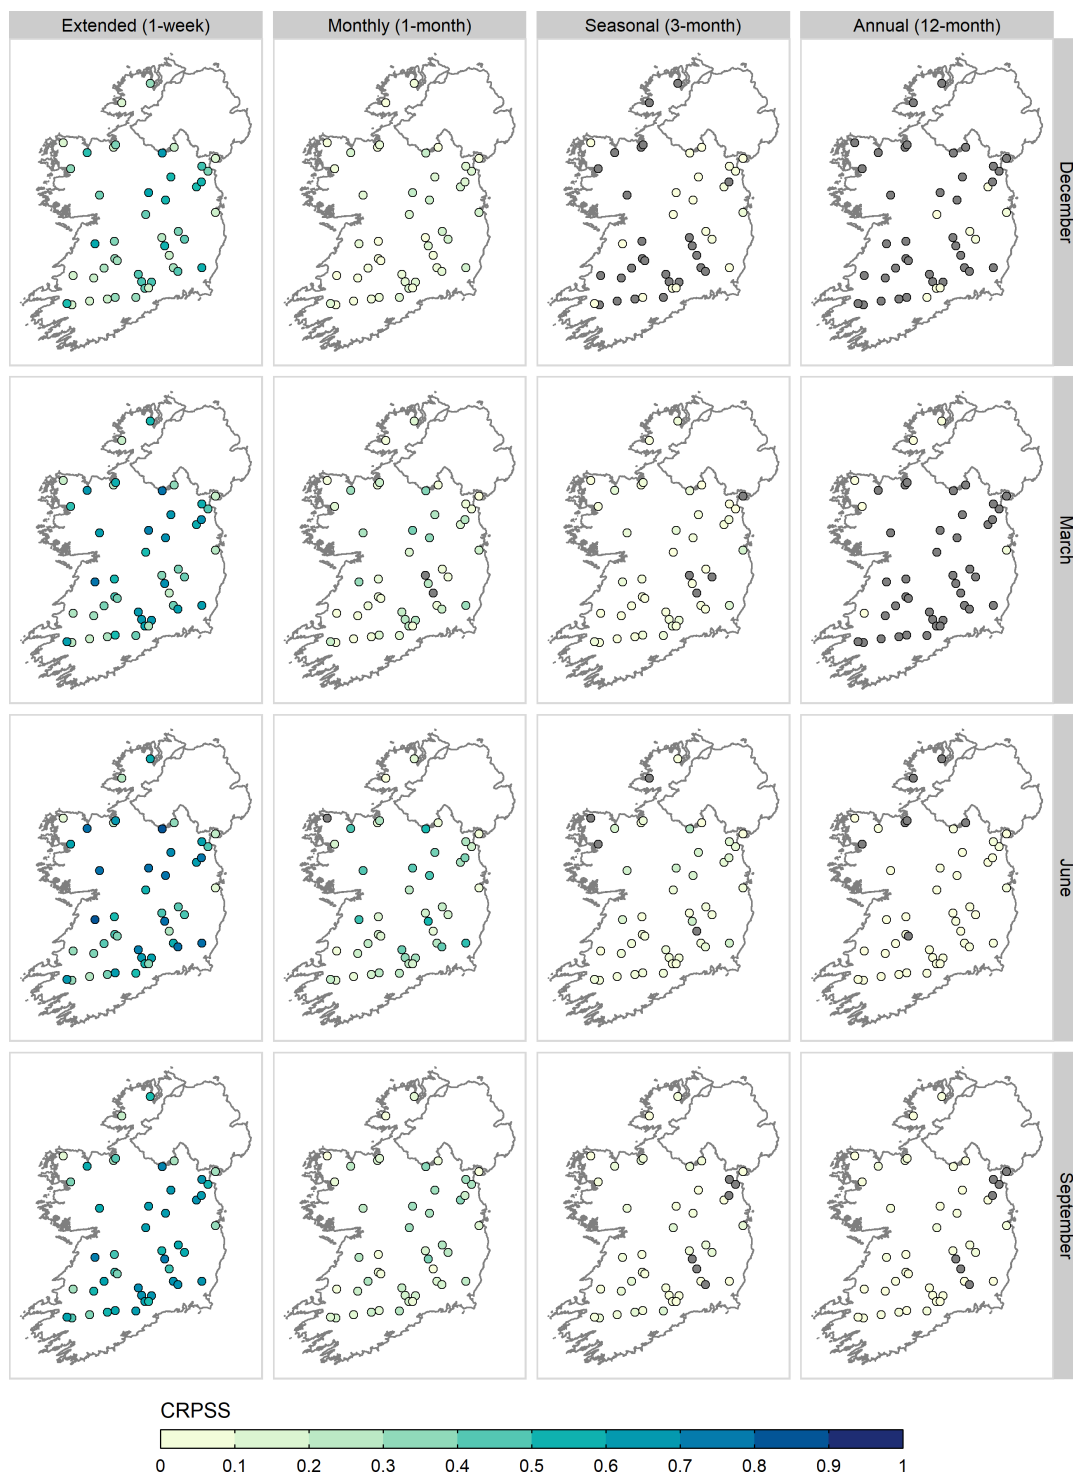 Extended (1-week)
Monthly (1-month)
Seasonal (3-month)
Annual (12-month)
December
March
June
September
CRPSS
0 0.1 0.2 0.3 0.4 0.5 0.6 0.7 0.8 0.9 1